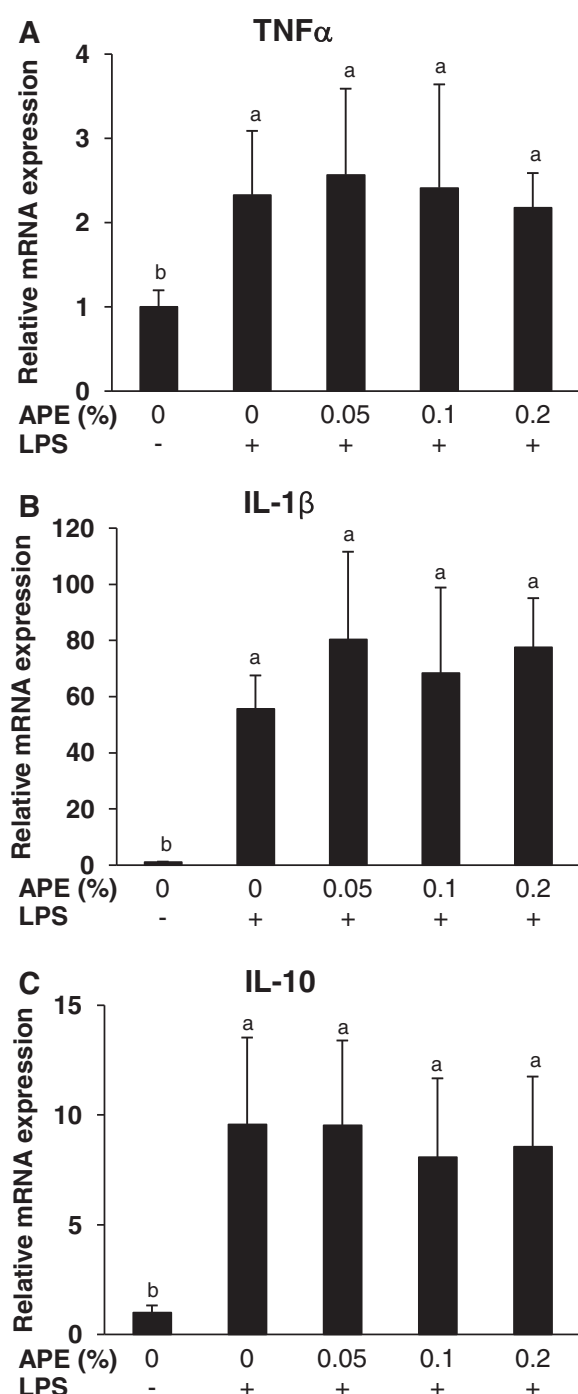 A
TNFα
Relative mRNA expression
4
a
a
a
a
3
2
b
1
0
APE (%) 0 0 0.05 0.1 0.2
LPS - + + + +
B
IL-1β
Relative mRNA expression
120
a
a
a
100
80
a
60
40
20
b
0
APE (%) 0 0 0.05 0.1 0.2
LPS - + + + +
C
IL-10
Relative mRNA expression
15
a
a
a
a
10
5
b
0
APE (%) 0 0 0.05 0.1 0.2
LPS - + + + +